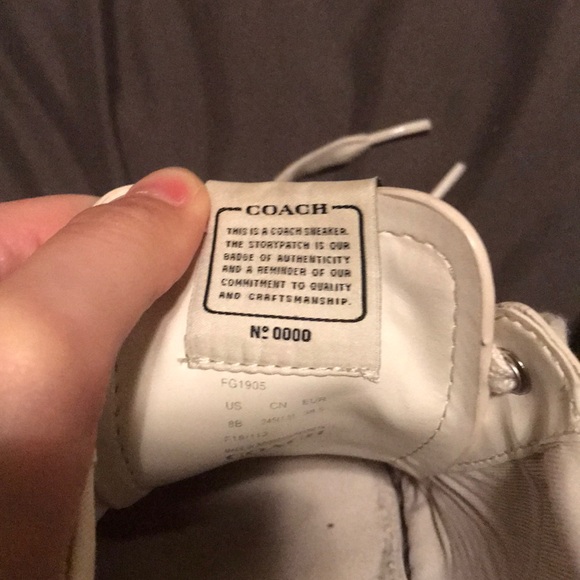 COACH
THIS IS A COACH SNEAKER.
THE STORYPATCH IS OUR
BADGE OF AUTHENTICITY
AND A REMINDER OF OUR
COMMITMENT TO QUALITY
AND CRAFTSMANSHIP.
Nº 0000
FG1905
US CN
8B